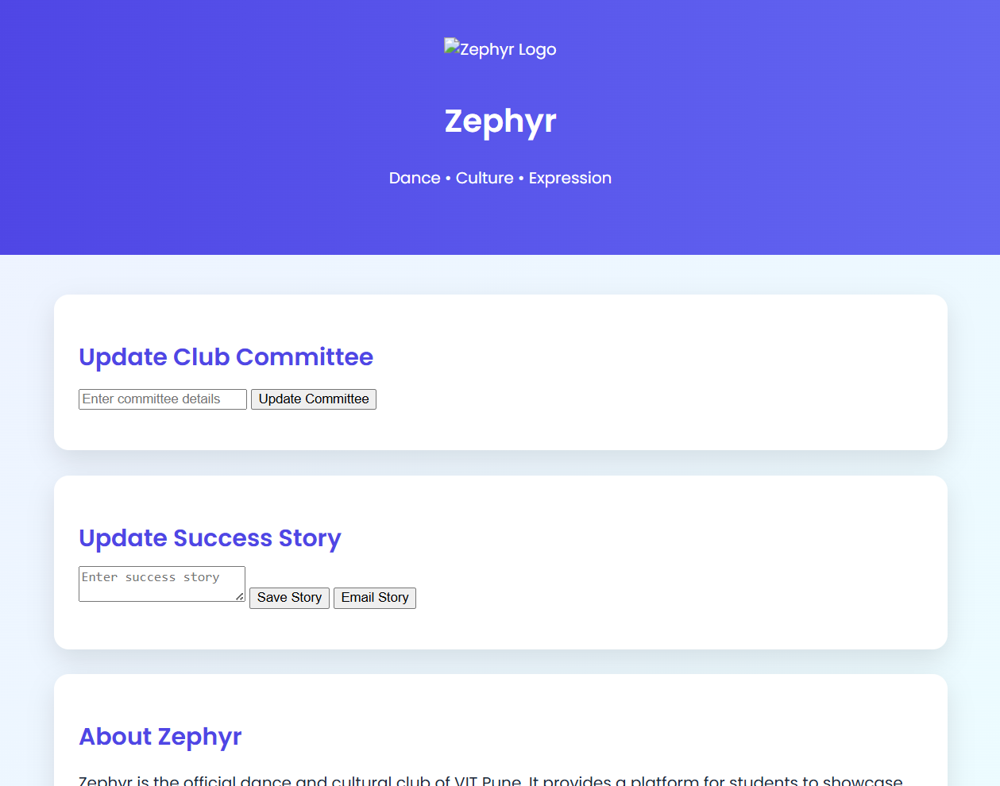 Zephyr Logo
Zephyr
Dance • Culture • Expression
Update Club Committee
Enter committee details Update Committee
Update Success Story
Enter success story Save Story Email Story
About Zephyr
Zephyr is the official dance and cultural club of VIT Pune. It provides a platform for students to showcase